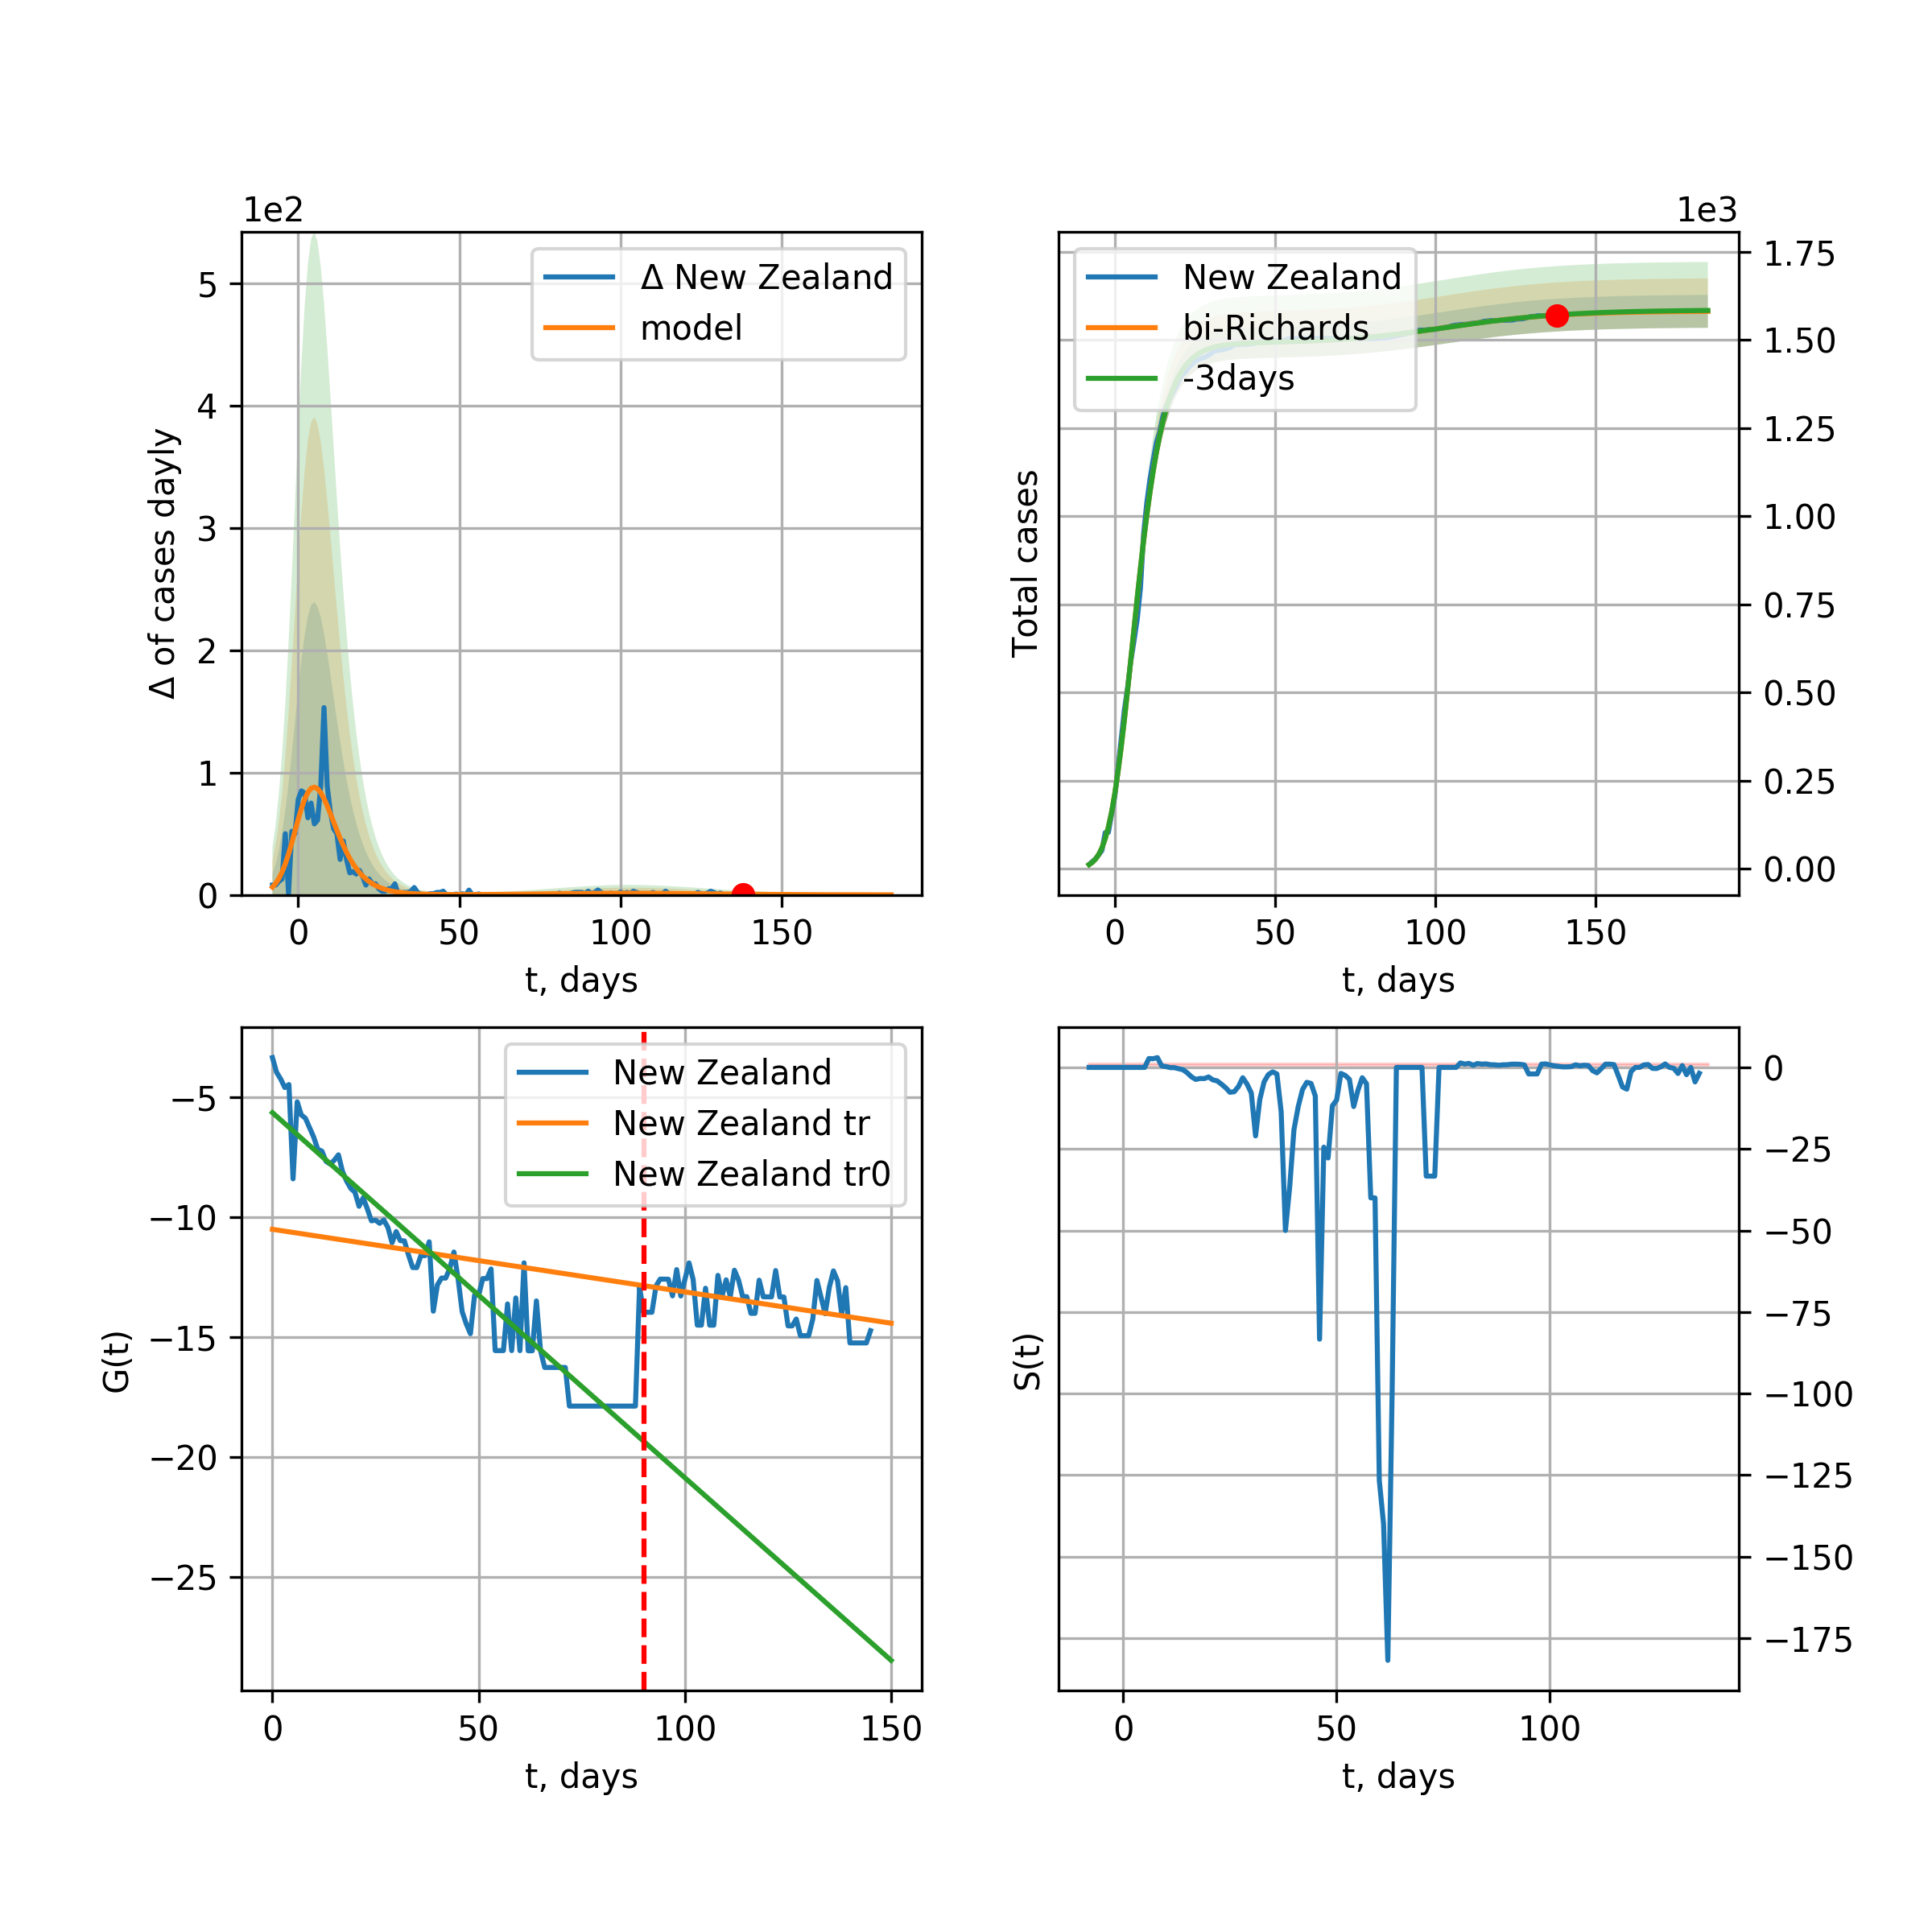 1e2
5
4
3
2
1
0
Δ of cases dayly
Δ New Zealand
model
0 50 100 150
t, days
1e3
1.75
1.50
1.25
1.00
0.75
0.50
0.25
0.00
Total cases
New Zealand
bi-Richards
-3days
0 50 100 150
t, days
−5
−10
−15
−20
−25
G(t)
New Zealand
New Zealand tr
New Zealand tr0
0 50 100 150
t, days
0
−25
−50
−75
−100
−125
−150
−175
S(t)
0 50 100
t, days